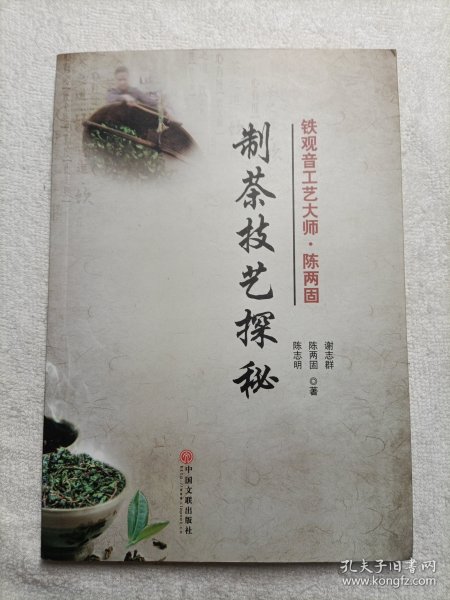 铁观音工艺大师·陈两固
制茶技艺探秘
谢志群
陈两固 ◎著
陈志明
中国文联出版社
孔夫子旧书网
www.kongfz.com